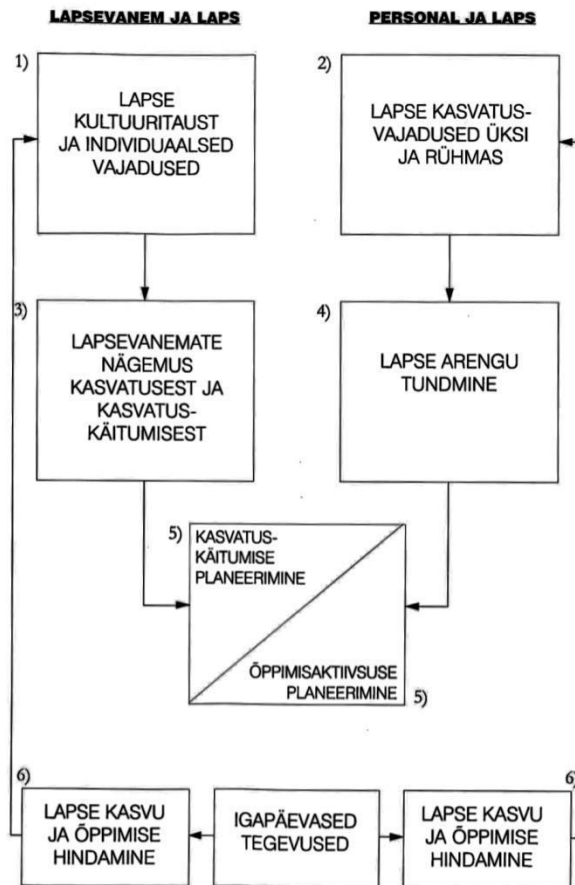 LAPSEVANEM JA LAPS
PERSONAL JA LAPS
1)
LAPSE
KULTUURITAUST
JA INDIVIDUAALSED
VAJADUSED
2)
LAPSE KASVATUS-
VAJADUSED ÜKSI
JA RÜHMAS
3)
LAPSEVANEMATE
NÄGEMUS
KASVATUSEST JA
KASVATUS-
KÄITUMISEST
4)
LAPSE ARENGU
TUNDMINE
5)
KASVATUS-
KÄITUMISE
PLANEERIMINE
ÕPPIMISAKTIIVSUSE
PLANEERIMINE
5)
6)
LAPSE KASVU
JA ÕPPIMISE
HINDAMINE
IGAPÄEVASED
TEGEVUSED
6)
LAPSE KASVU
JA ÕPPIMISE
HINDAMINE